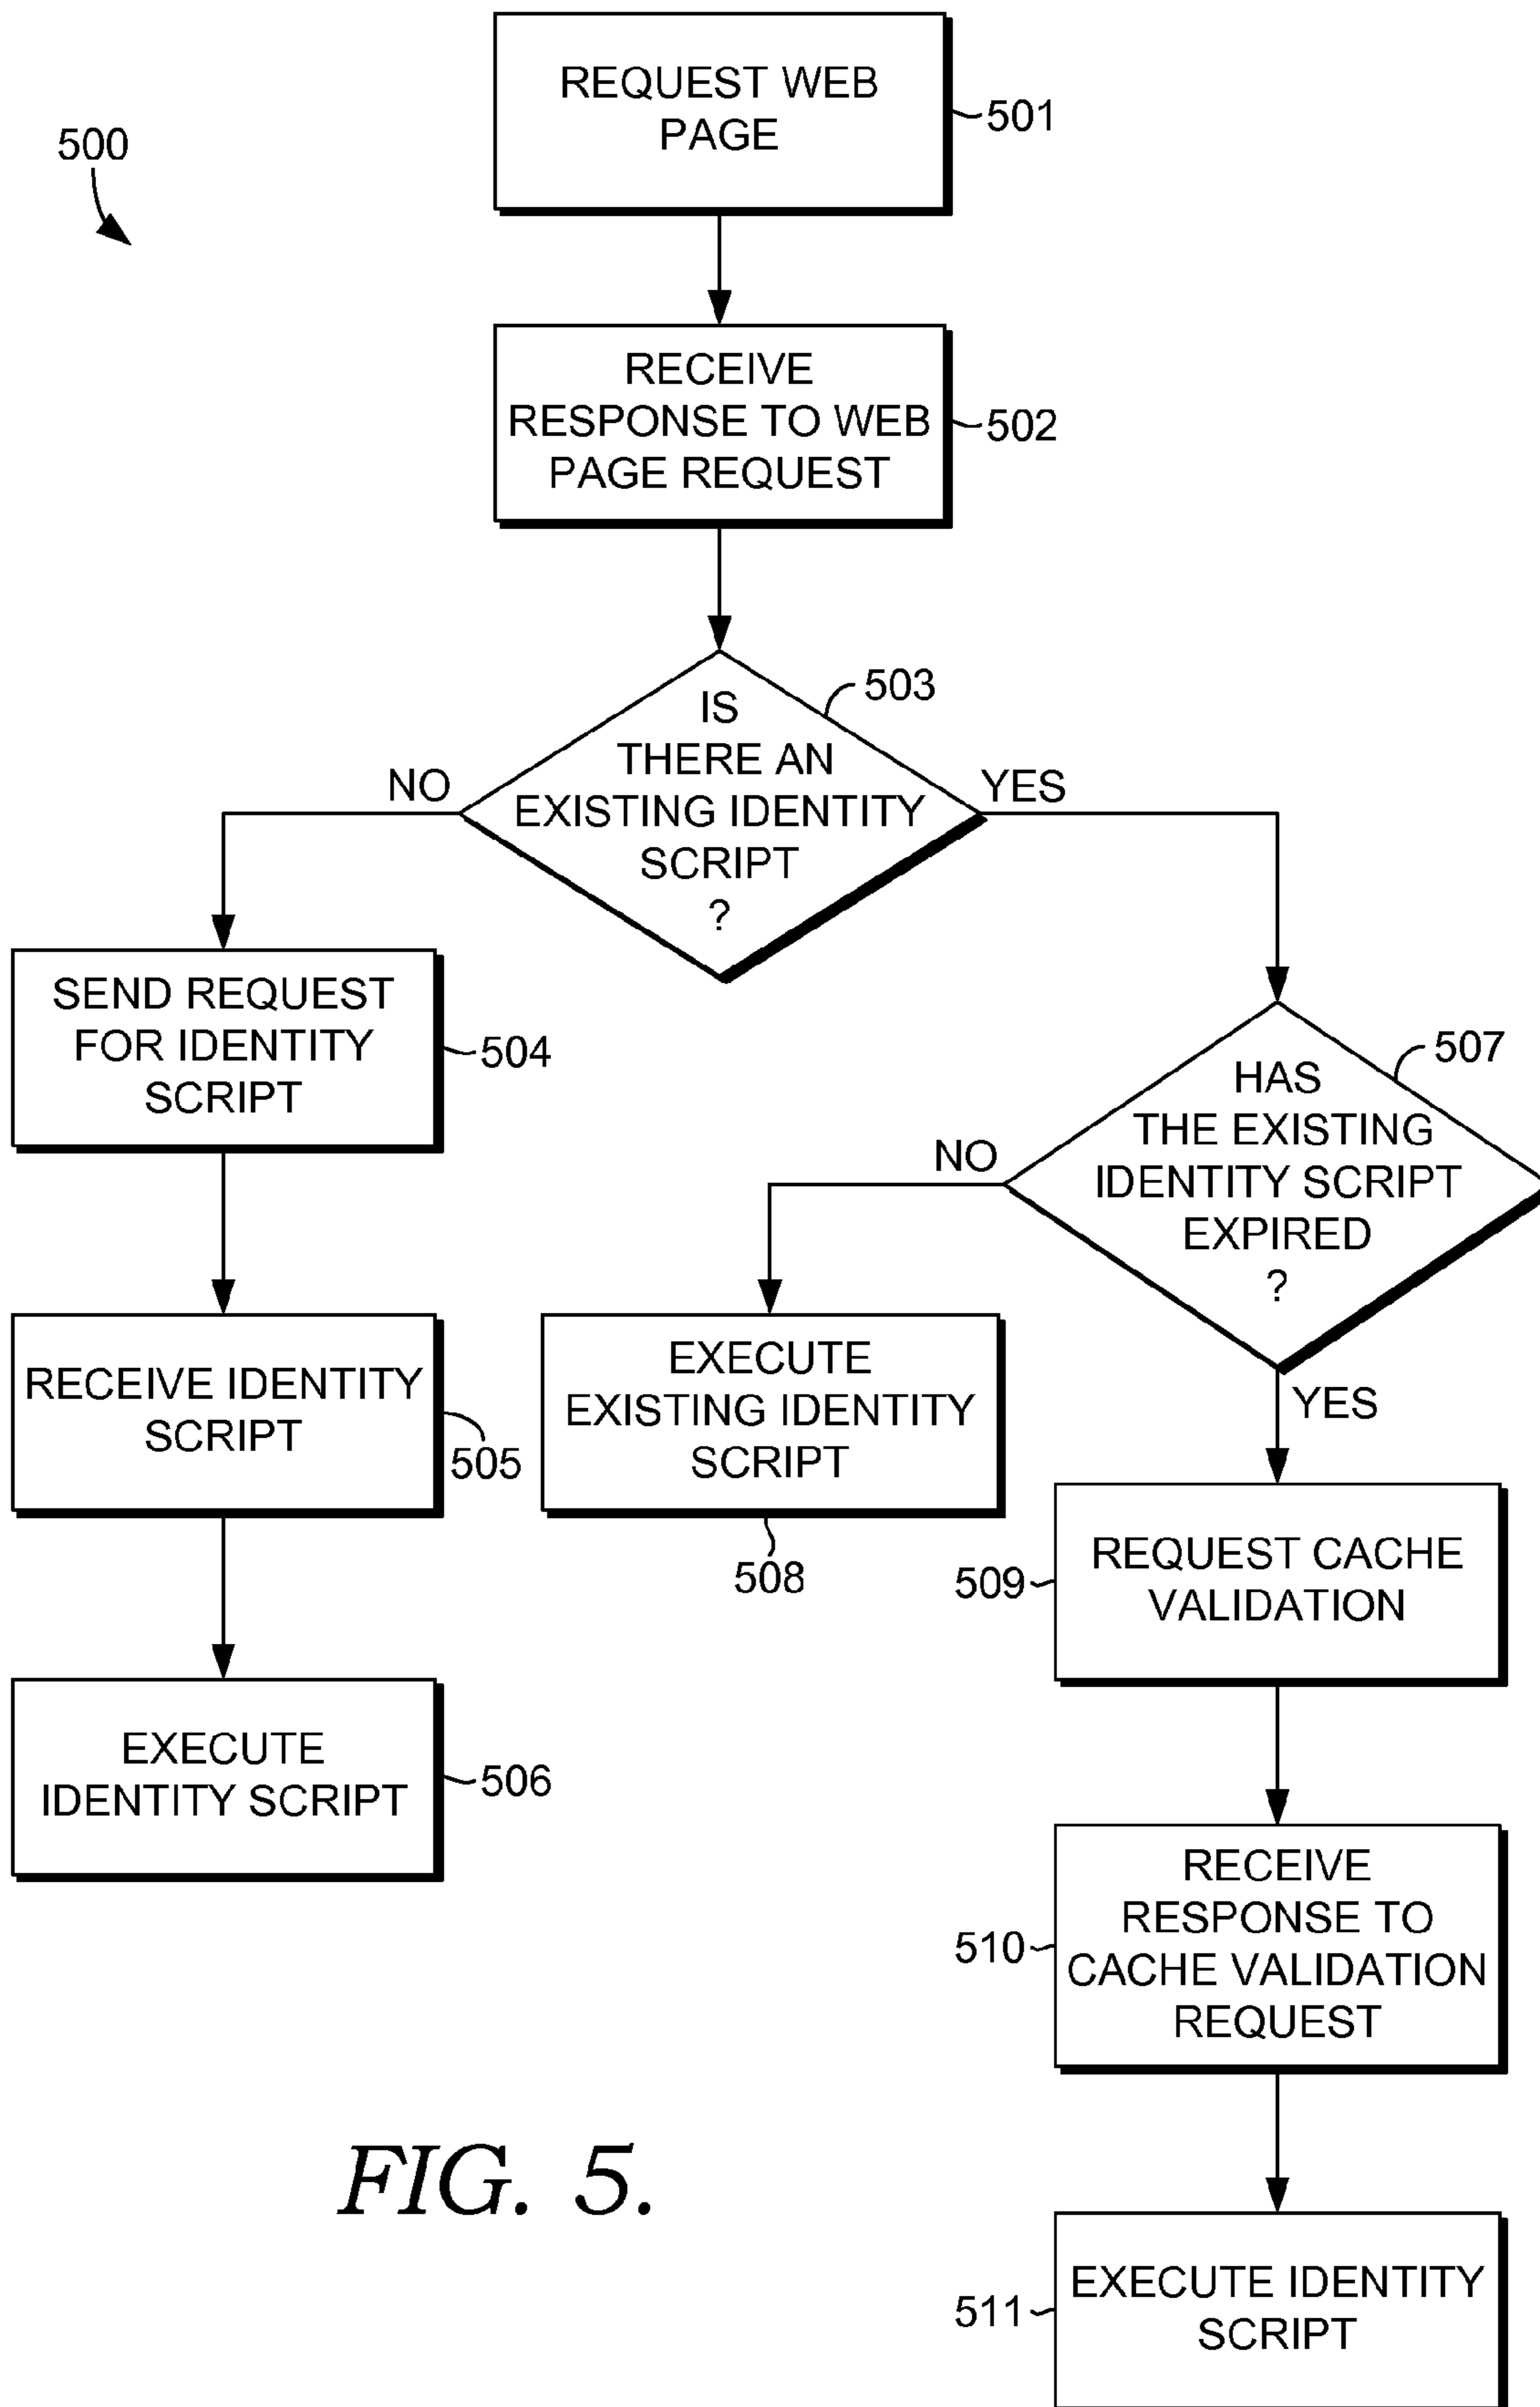 REQUEST WEB
PAGE
501
500
RECEIVE
RESPONSE TO WEB
PAGE REQUEST
502
503
IS
THERE AN
EXISTING IDENTITY
SCRIPT
?
NO
YES
SEND REQUEST
FOR IDENTITY
SCRIPT
504
507
HAS
THE EXISTING
IDENTITY SCRIPT
EXPIRED
?
NO
YES
RECEIVE IDENTITY
SCRIPT
505
EXECUTE
EXISTING IDENTITY
SCRIPT
508
REQUEST CACHE
VALIDATION
509
EXECUTE
IDENTITY SCRIPT
506
RECEIVE
RESPONSE TO
CACHE VALIDATION
REQUEST
510
EXECUTE IDENTITY
SCRIPT
511
FIG. 5.